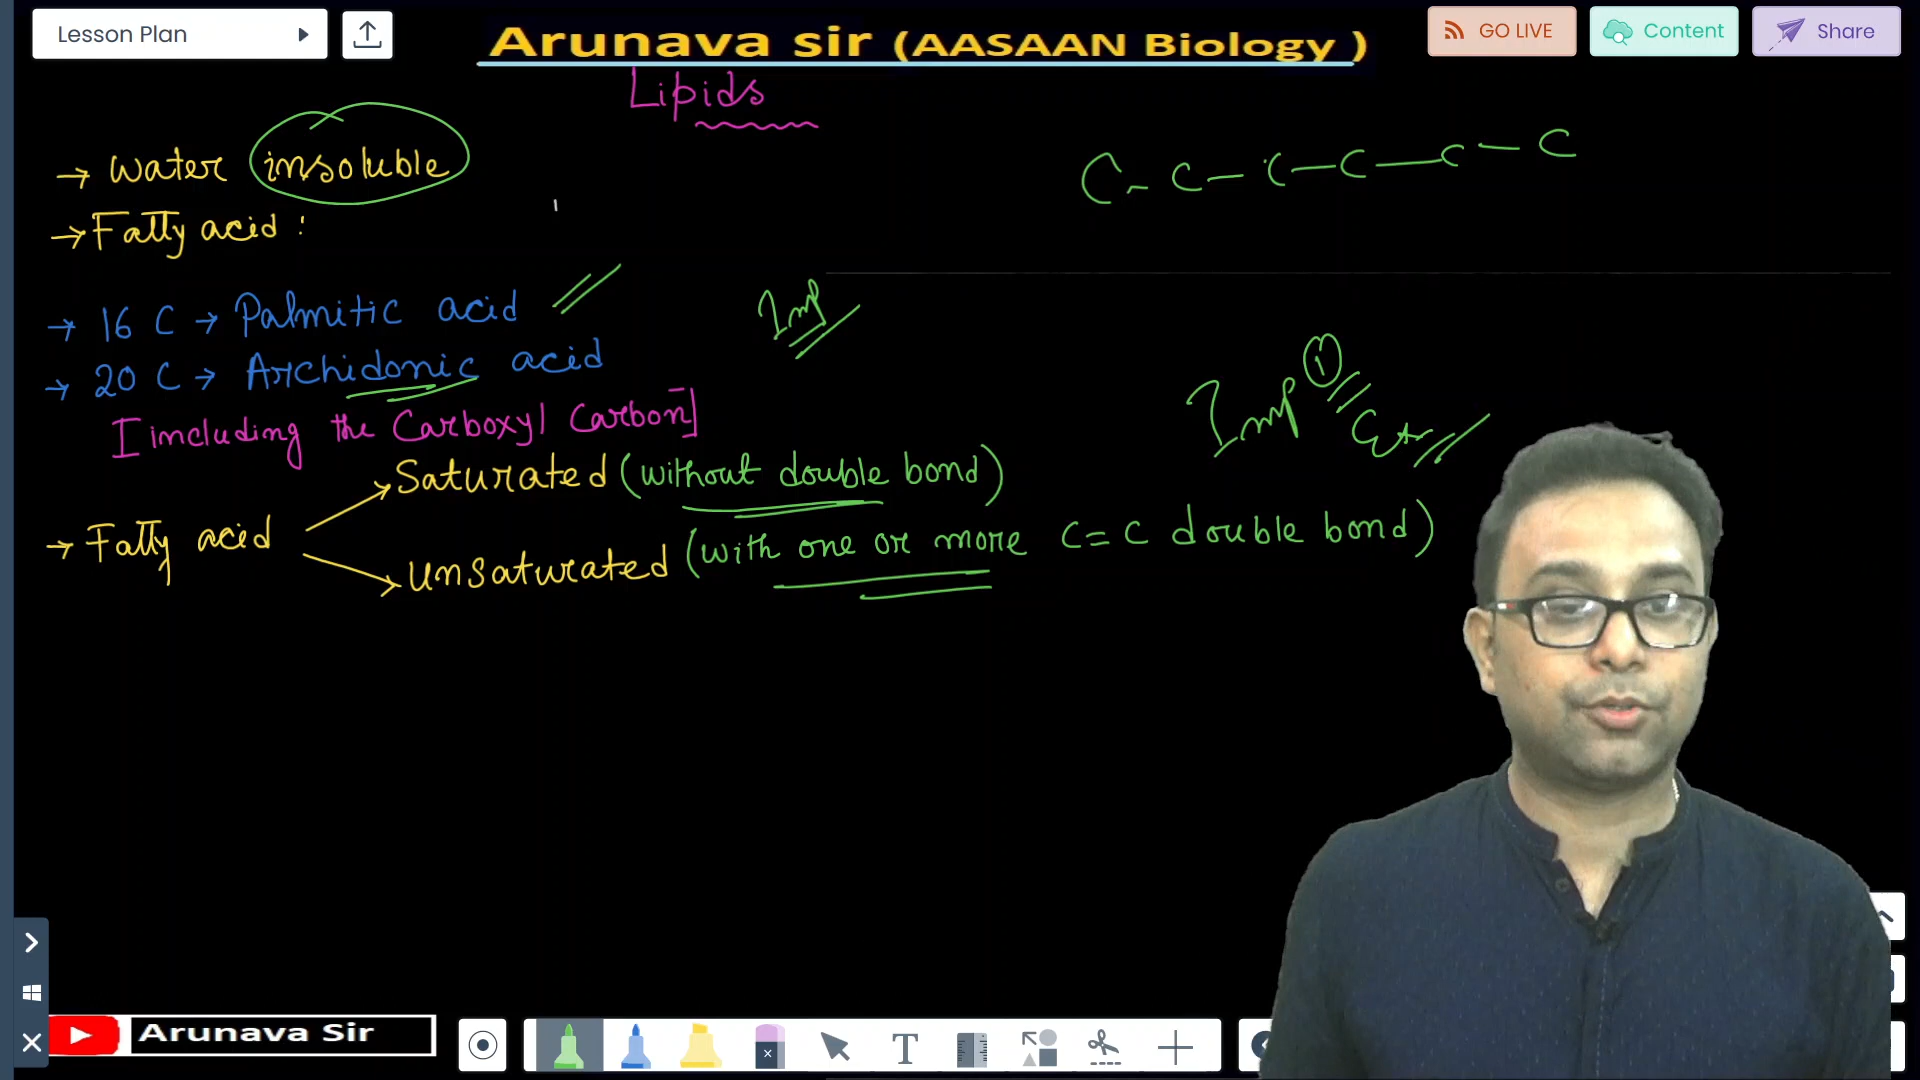 Lesson Plan
Arunava sir (AASAAN Biology )
GO LIVE
Content
Share
Lipids
→ Water insoluble
C - C - C - C - C - C
→ Fatty acid :
→ 16 C → Palmitic acid
Imp
→ 20 C → Archidonic acid
Imp ①
[including the Carboxyl Carbon]
→ Fatty acid
Saturated (without double bond)
Unsaturated (with one or more C=C double bond)
Arunava Sir
T